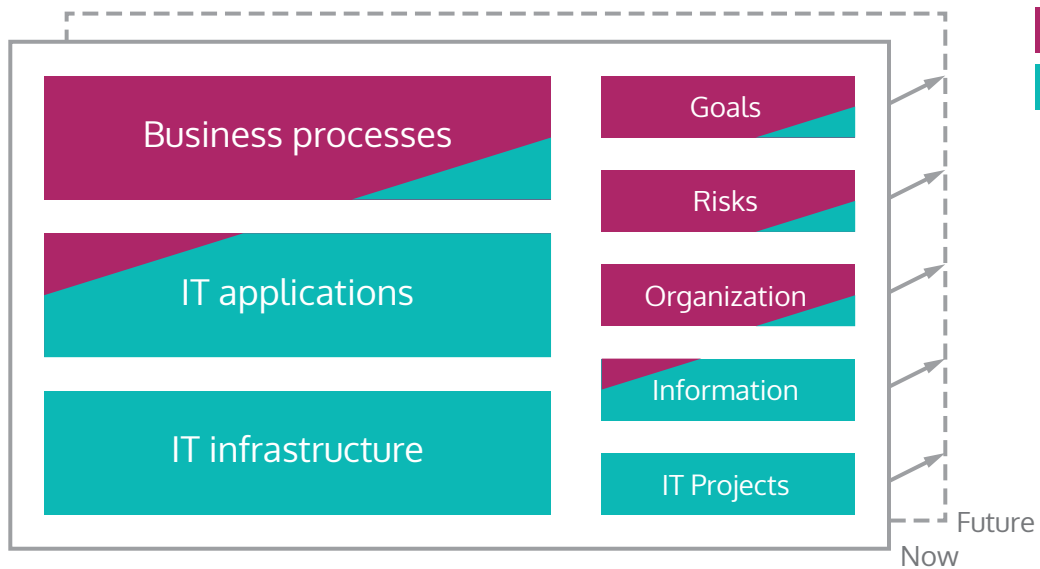 Business processes
IT applications
IT infrastructure
Goals
Risks
Organization
Information
IT Projects
Future
Now